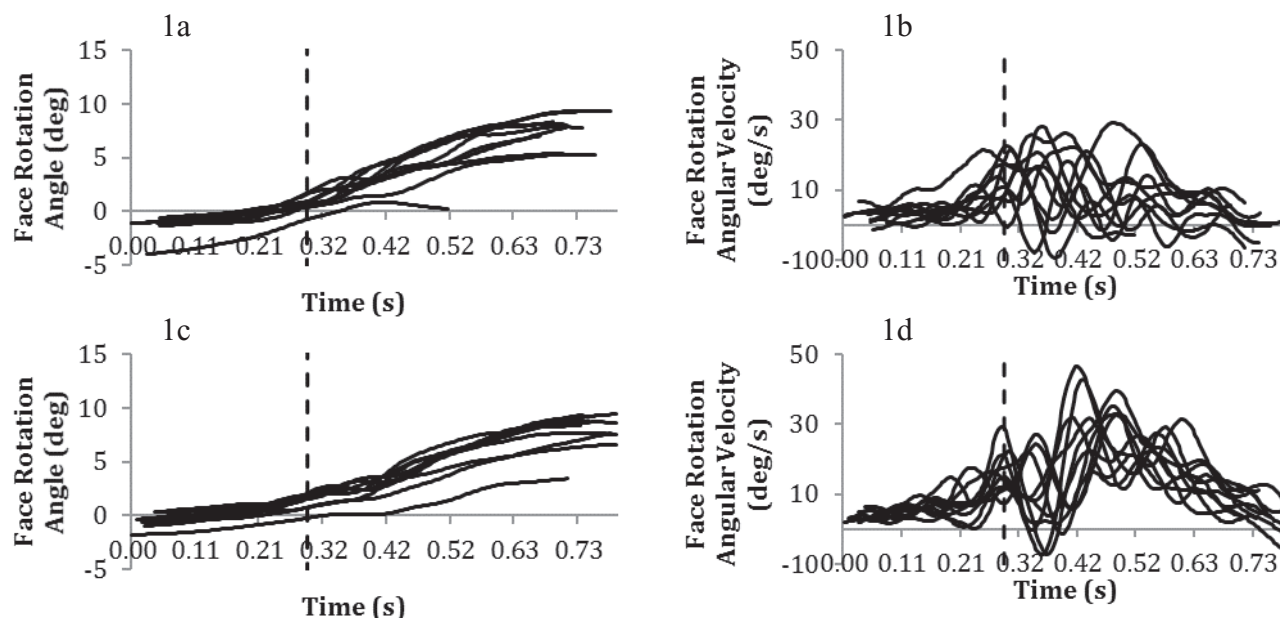 1a
Face Rotation
Angle (deg)
15
10
5
0
-5
0.00 0.11 0.21 0.32 0.42 0.52 0.63 0.73
Time (s)
1b
Face Rotation
Angular Velocity
(deg/s)
50
30
10
-10
0.00 0.11 0.21 0.32 0.42 0.52 0.63 0.73
Time (s)
1c
Face Rotation
Angle (deg)
15
10
5
0
-5
0.00 0.11 0.21 0.32 0.42 0.52 0.63 0.73
Time (s)
1d
Face Rotation
Angular Velocity
(deg/s)
50
30
10
-10
0.00 0.11 0.21 0.32 0.42 0.52 0.63 0.73
Time (s)